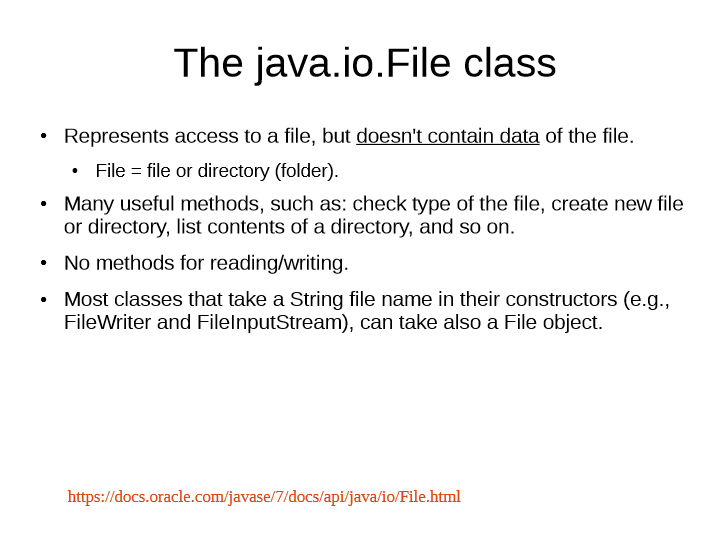 The java.io.File class
• Represents access to a file, but doesn't contain data of the file.
• File = file or directory (folder).
• Many useful methods, such as: check type of the file, create new file
or directory, list contents of a directory, and so on.
• No methods for reading/writing.
• Most classes that take a String file name in their constructors (e.g.,
FileWriter and FileInputStream), can take also a File object.
https://docs.oracle.com/javase/7/docs/api/java/io/File.html